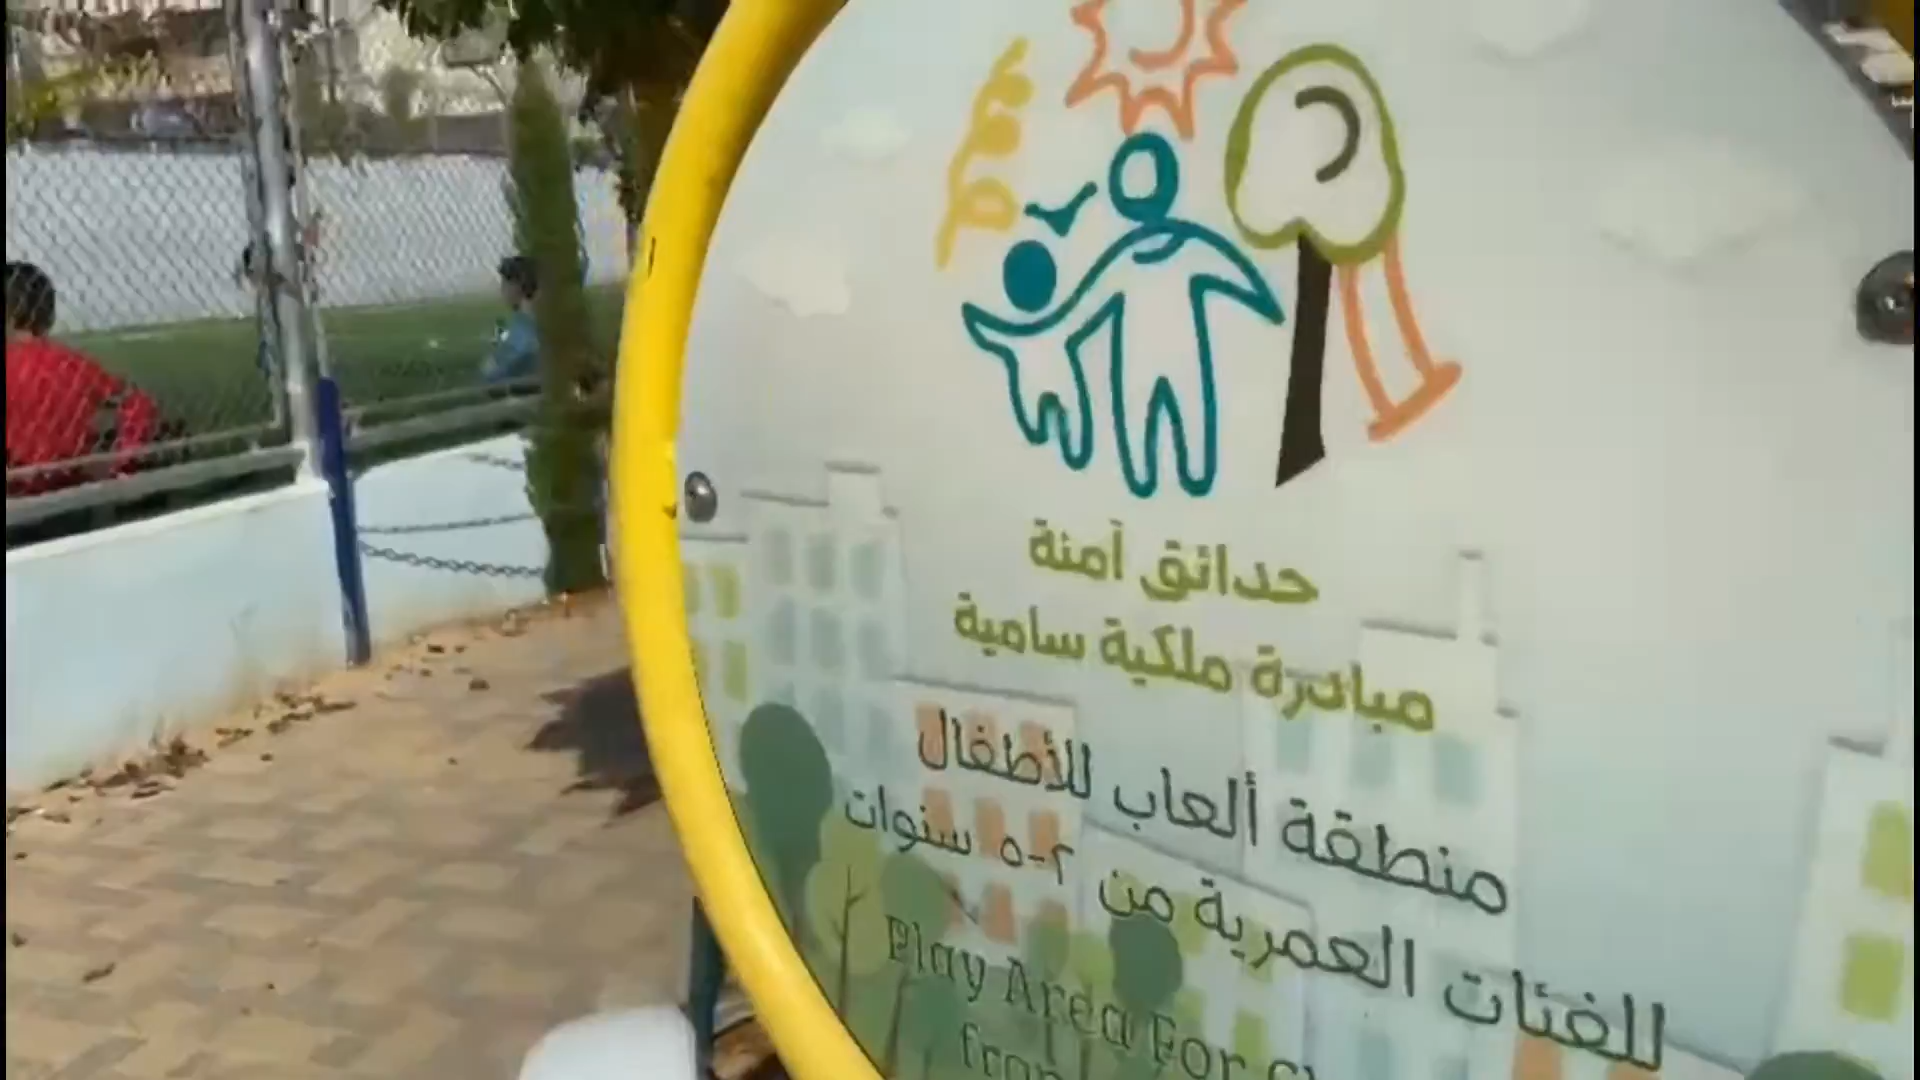 حدائق آمنة
مبادرة ملكية سامية
منطقة ألعاب للأطفال
للفئات العمرية من ٢-٥ سنوات
Play Area For
from